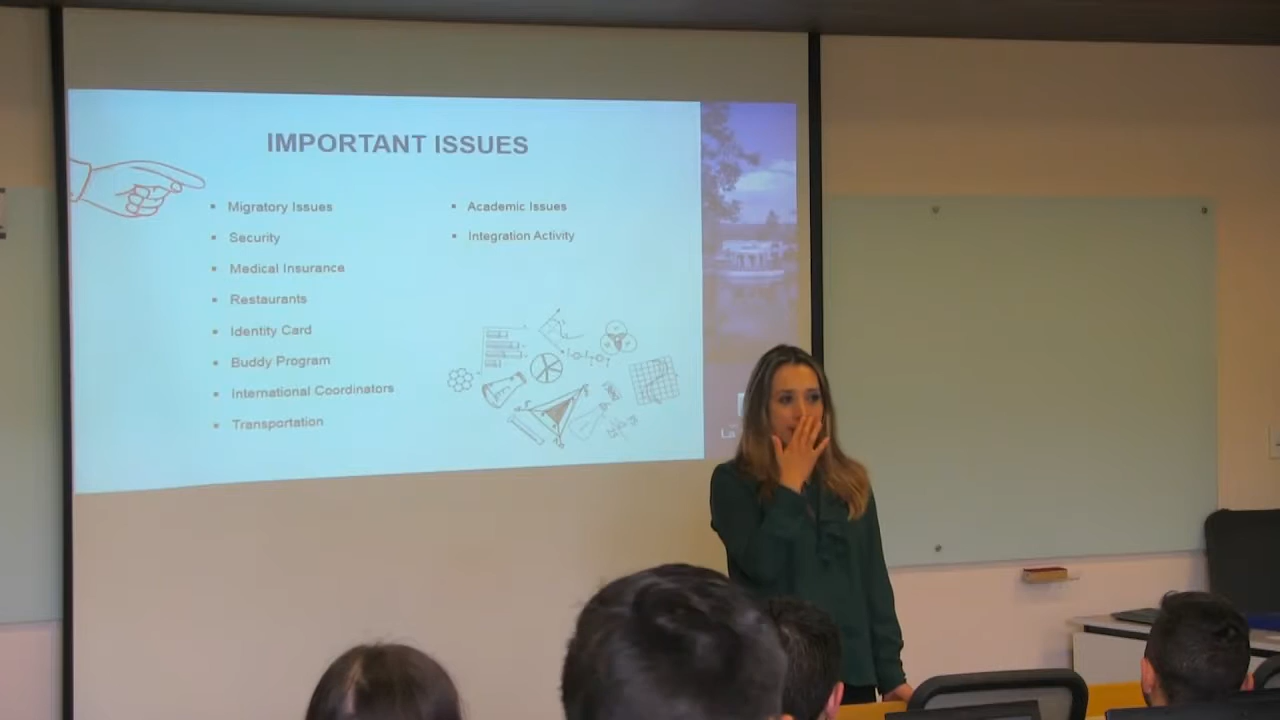 IMPORTANT ISSUES
Migratory Issues
Security
Medical Insurance
Restaurants
Identity Card
Buddy Program
International Coordinators
Transportation
Academic Issues
Integration Activity
La